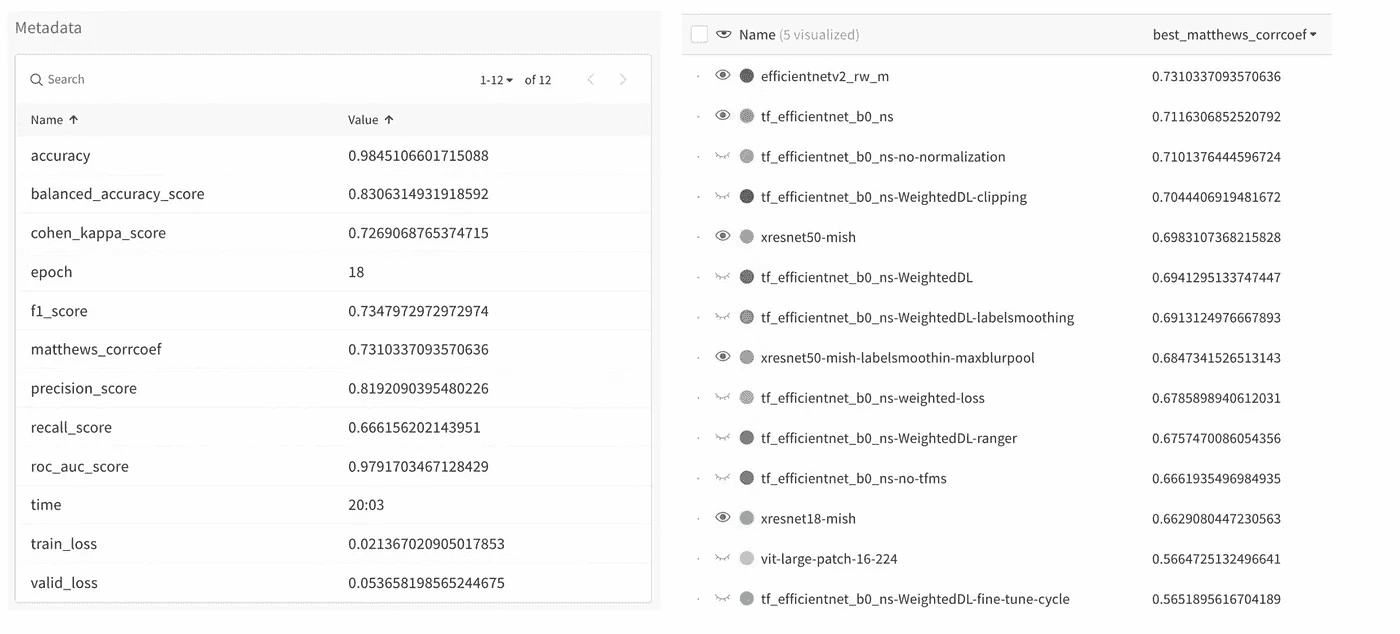 Metadata
Search 1-12 of 12
Name Value
accuracy 0.9845106601715088
balanced_accuracy_score 0.8306314931918592
cohen_kappa_score 0.7269068765374715
epoch 18
f1_score 0.7347972972972974
matthews_corrcoef 0.7310337093570636
precision_score 0.8192090395480226
recall_score 0.666156202143951
roc_auc_score 0.9791703467128429
time 20:03
train_loss 0.021367020905017853
valid_loss 0.053658198565244675
Name (5 visualized) best_matthews_corrcoef
efficientnetv2_rw_m 0.7310337093570636
tf_efficientnet_b0_ns 0.7116306852520792
tf_efficientnet_b0_ns-no-normalization 0.7101376444596724
tf_efficientnet_b0_ns-WeightedDL-clipping 0.7044406919481672
xresnet50-mish 0.6983107368215828
tf_efficientnet_b0_ns-WeightedDL 0.6941295133747447
tf_efficientnet_b0_ns-WeightedDL-labelsmoothing 0.6913124976667893
xresnet50-mish-labelsmoothin-maxblurpool 0.6847341526513143
tf_efficientnet_b0_ns-weighted-loss 0.6785898940612031
tf_efficientnet_b0_ns-WeightedDL-ranger 0.6757470086054356
tf_efficientnet_b0_ns-no-tfms 0.6661935496984935
xresnet18-mish 0.6629080447230563
vit-large-patch-16-224 0.5664725132496641
tf_efficientnet_b0_ns-WeightedDL-fine-tune-cycle 0.5651895616704189